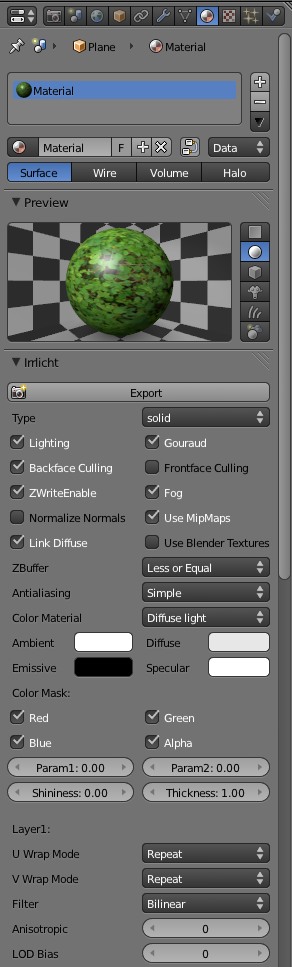 Plane Material
Material
Material F Data
Surface Wire Volume Halo
Preview
Irrlicht
Export
Type solid
Lighting Gouraud
Backface Culling Frontface Culling
ZWriteEnable Fog
Normalize Normals Use MipMaps
Link Diffuse Use Blender Textures
ZBuffer Less or Equal
Antialiasing Simple
Color Material Diffuse light
Ambient Diffuse
Emissive Specular
Color Mask:
Red Green
Blue Alpha
Param1: 0.00 Param2: 0.00
Shininess: 0.00 Thickness: 1.00
Layer1:
U Wrap Mode Repeat
V Wrap Mode Repeat
Filter Bilinear
Anisotropic 0
LOD Bias 0